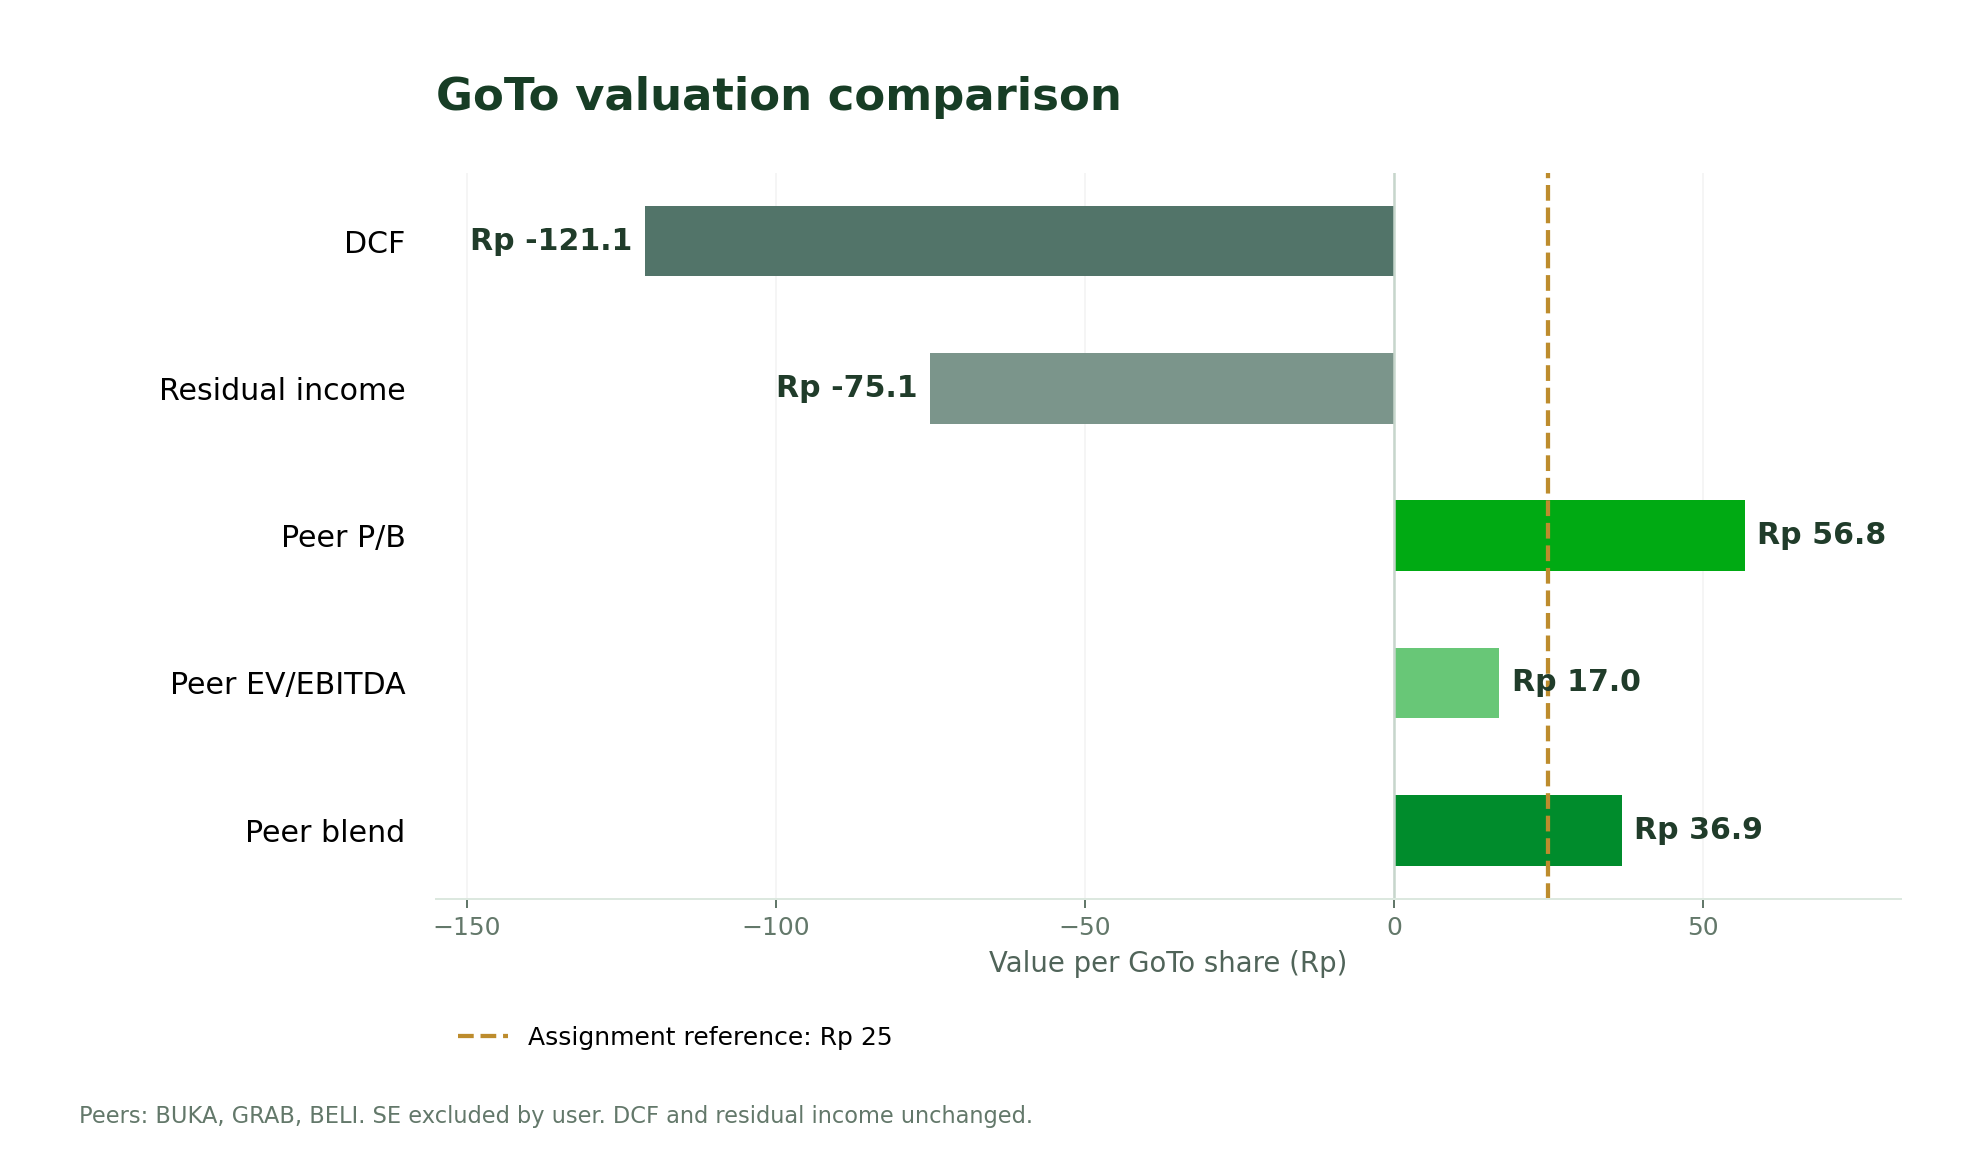 GoTo valuation comparison
DCF
Rp -121.1
Residual income
Rp -75.1
Peer P/B
Rp 56.8
Peer EV/EBITDA
Rp 17.0
Peer blend
Rp 36.9
−150
−100
−50
0
50
Value per GoTo share (Rp)
Assignment reference: Rp 25
Peers: BUKA, GRAB, BELI. SE excluded by user. DCF and residual income unchanged.